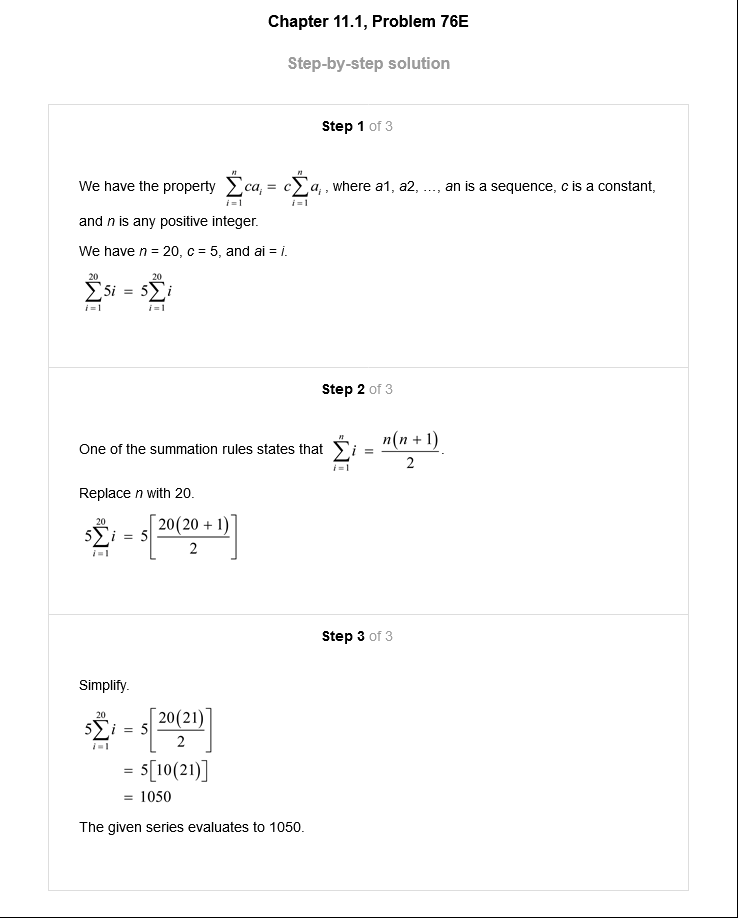 Chapter 11.1, Problem 76E
Step-by-step solution
Step 1 of 3
We have the property \sum_{i=1}^{n} ca_i = c\sum_{i=1}^{n} a_i , where a1, a2, ..., an is a sequence, c is a constant,
and n is any positive integer.
We have n = 20, c = 5, and ai = i.
\sum_{i=1}^{20} 5i = 5\sum_{i=1}^{20} i
Step 2 of 3
One of the summation rules states that \sum_{i=1}^{n} i = \frac{n(n+1)}{2}.
Replace n with 20.
5\sum_{i=1}^{20} i = 5\left[\frac{20(20+1)}{2}\right]
Step 3 of 3
Simplify.
5\sum_{i=1}^{20} i = 5\left[\frac{20(21)}{2}\right]
= 5[10(21)]
= 1050
The given series evaluates to 1050.